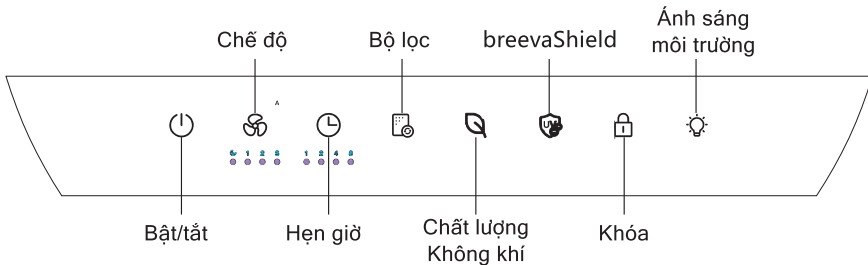 Chế độ
Bộ lọc
breevaShield
Ánh sáng
môi trường
A
UV
1 2 3
1 2 4 8
Bật/tắt
Hẹn giờ
Chất lượng
Không khí
Khóa